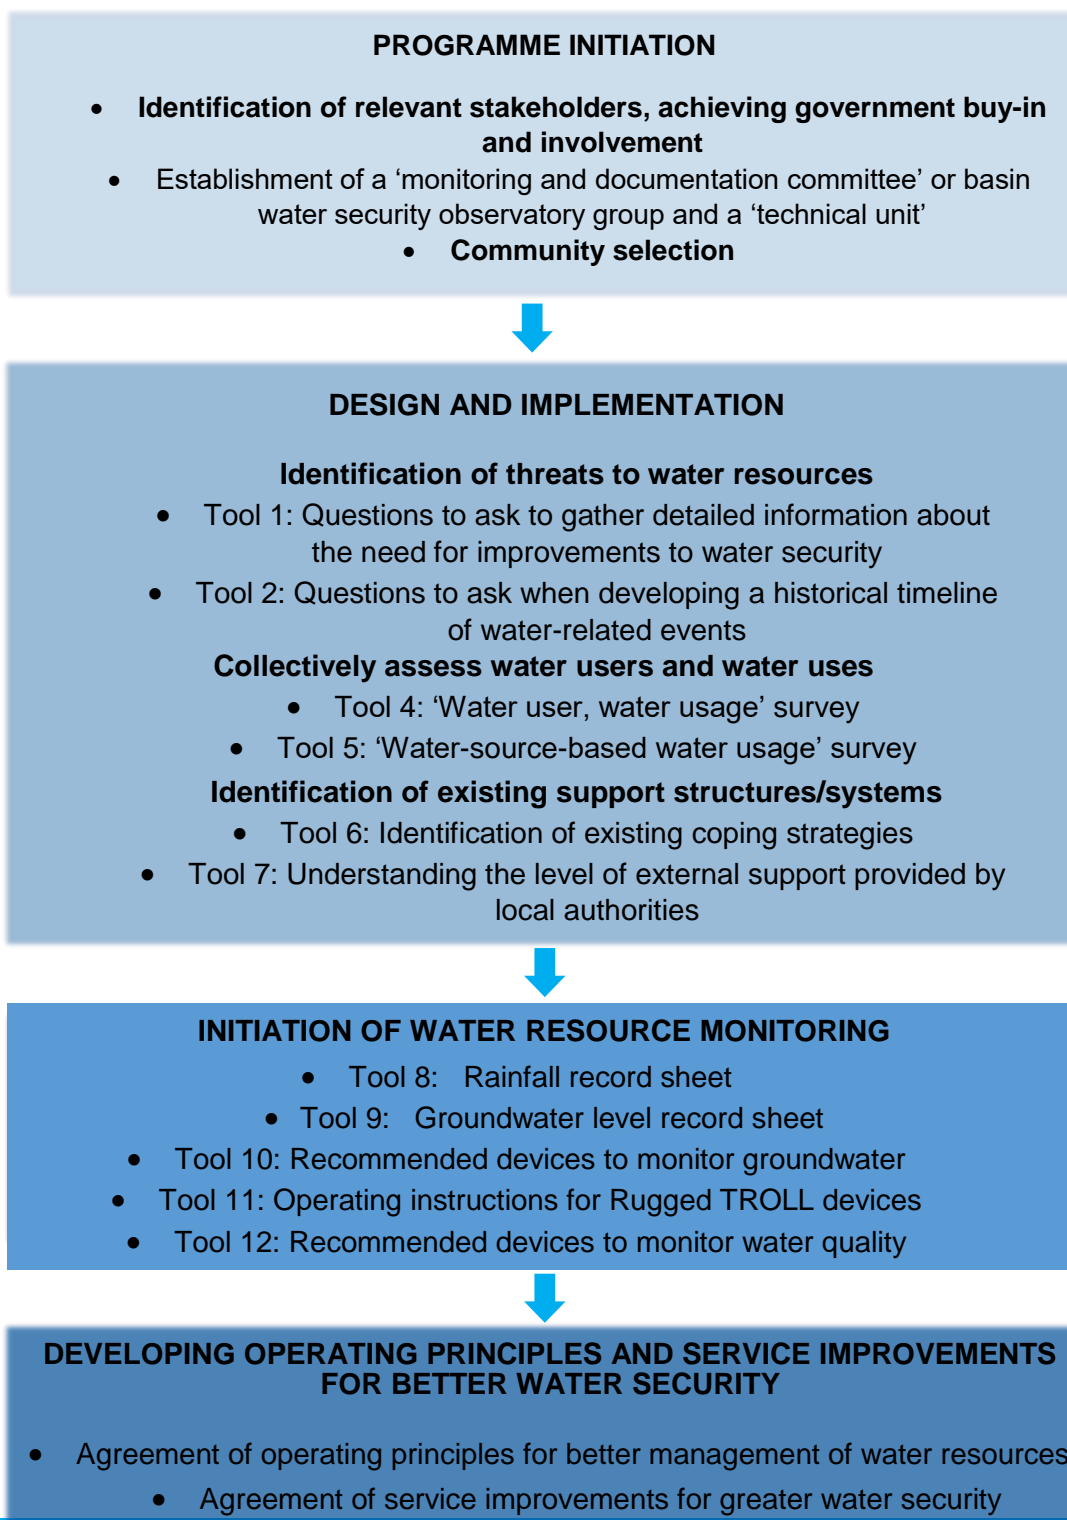 PROGRAMME INITIATION
• Identification of relevant stakeholders, achieving government buy-in
and involvement
• Establishment of a ‘monitoring and documentation committee’ or basin
water security observatory group and a ‘technical unit’
• Community selection
DESIGN AND IMPLEMENTATION
Identification of threats to water resources
• Tool 1: Questions to ask to gather detailed information about
the need for improvements to water security
• Tool 2: Questions to ask when developing a historical timeline
of water-related events
Collectively assess water users and water uses
• Tool 4: ‘Water user, water usage’ survey
• Tool 5: ‘Water-source-based water usage’ survey
Identification of existing support structures/systems
• Tool 6: Identification of existing coping strategies
• Tool 7: Understanding the level of external support provided by
local authorities
INITIATION OF WATER RESOURCE MONITORING
• Tool 8: Rainfall record sheet
• Tool 9: Groundwater level record sheet
• Tool 10: Recommended devices to monitor groundwater
• Tool 11: Operating instructions for Rugged TROLL devices
• Tool 12: Recommended devices to monitor water quality
DEVELOPING OPERATING PRINCIPLES AND SERVICE IMPROVEMENTS
FOR BETTER WATER SECURITY
• Agreement of operating principles for better management of water resources
• Agreement of service improvements for greater water security